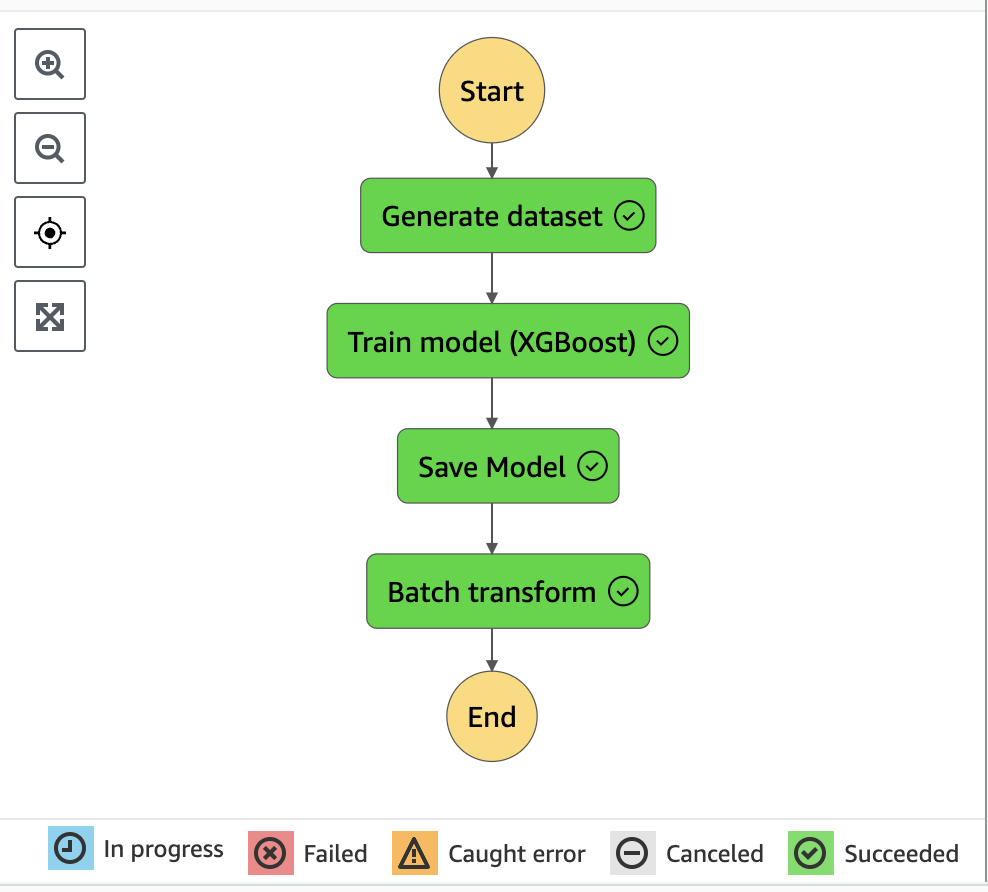 Start
Generate dataset
Train model (XGBoost)
Save Model
Batch transform
End
In progress
Failed
Caught error
Canceled
Succeeded